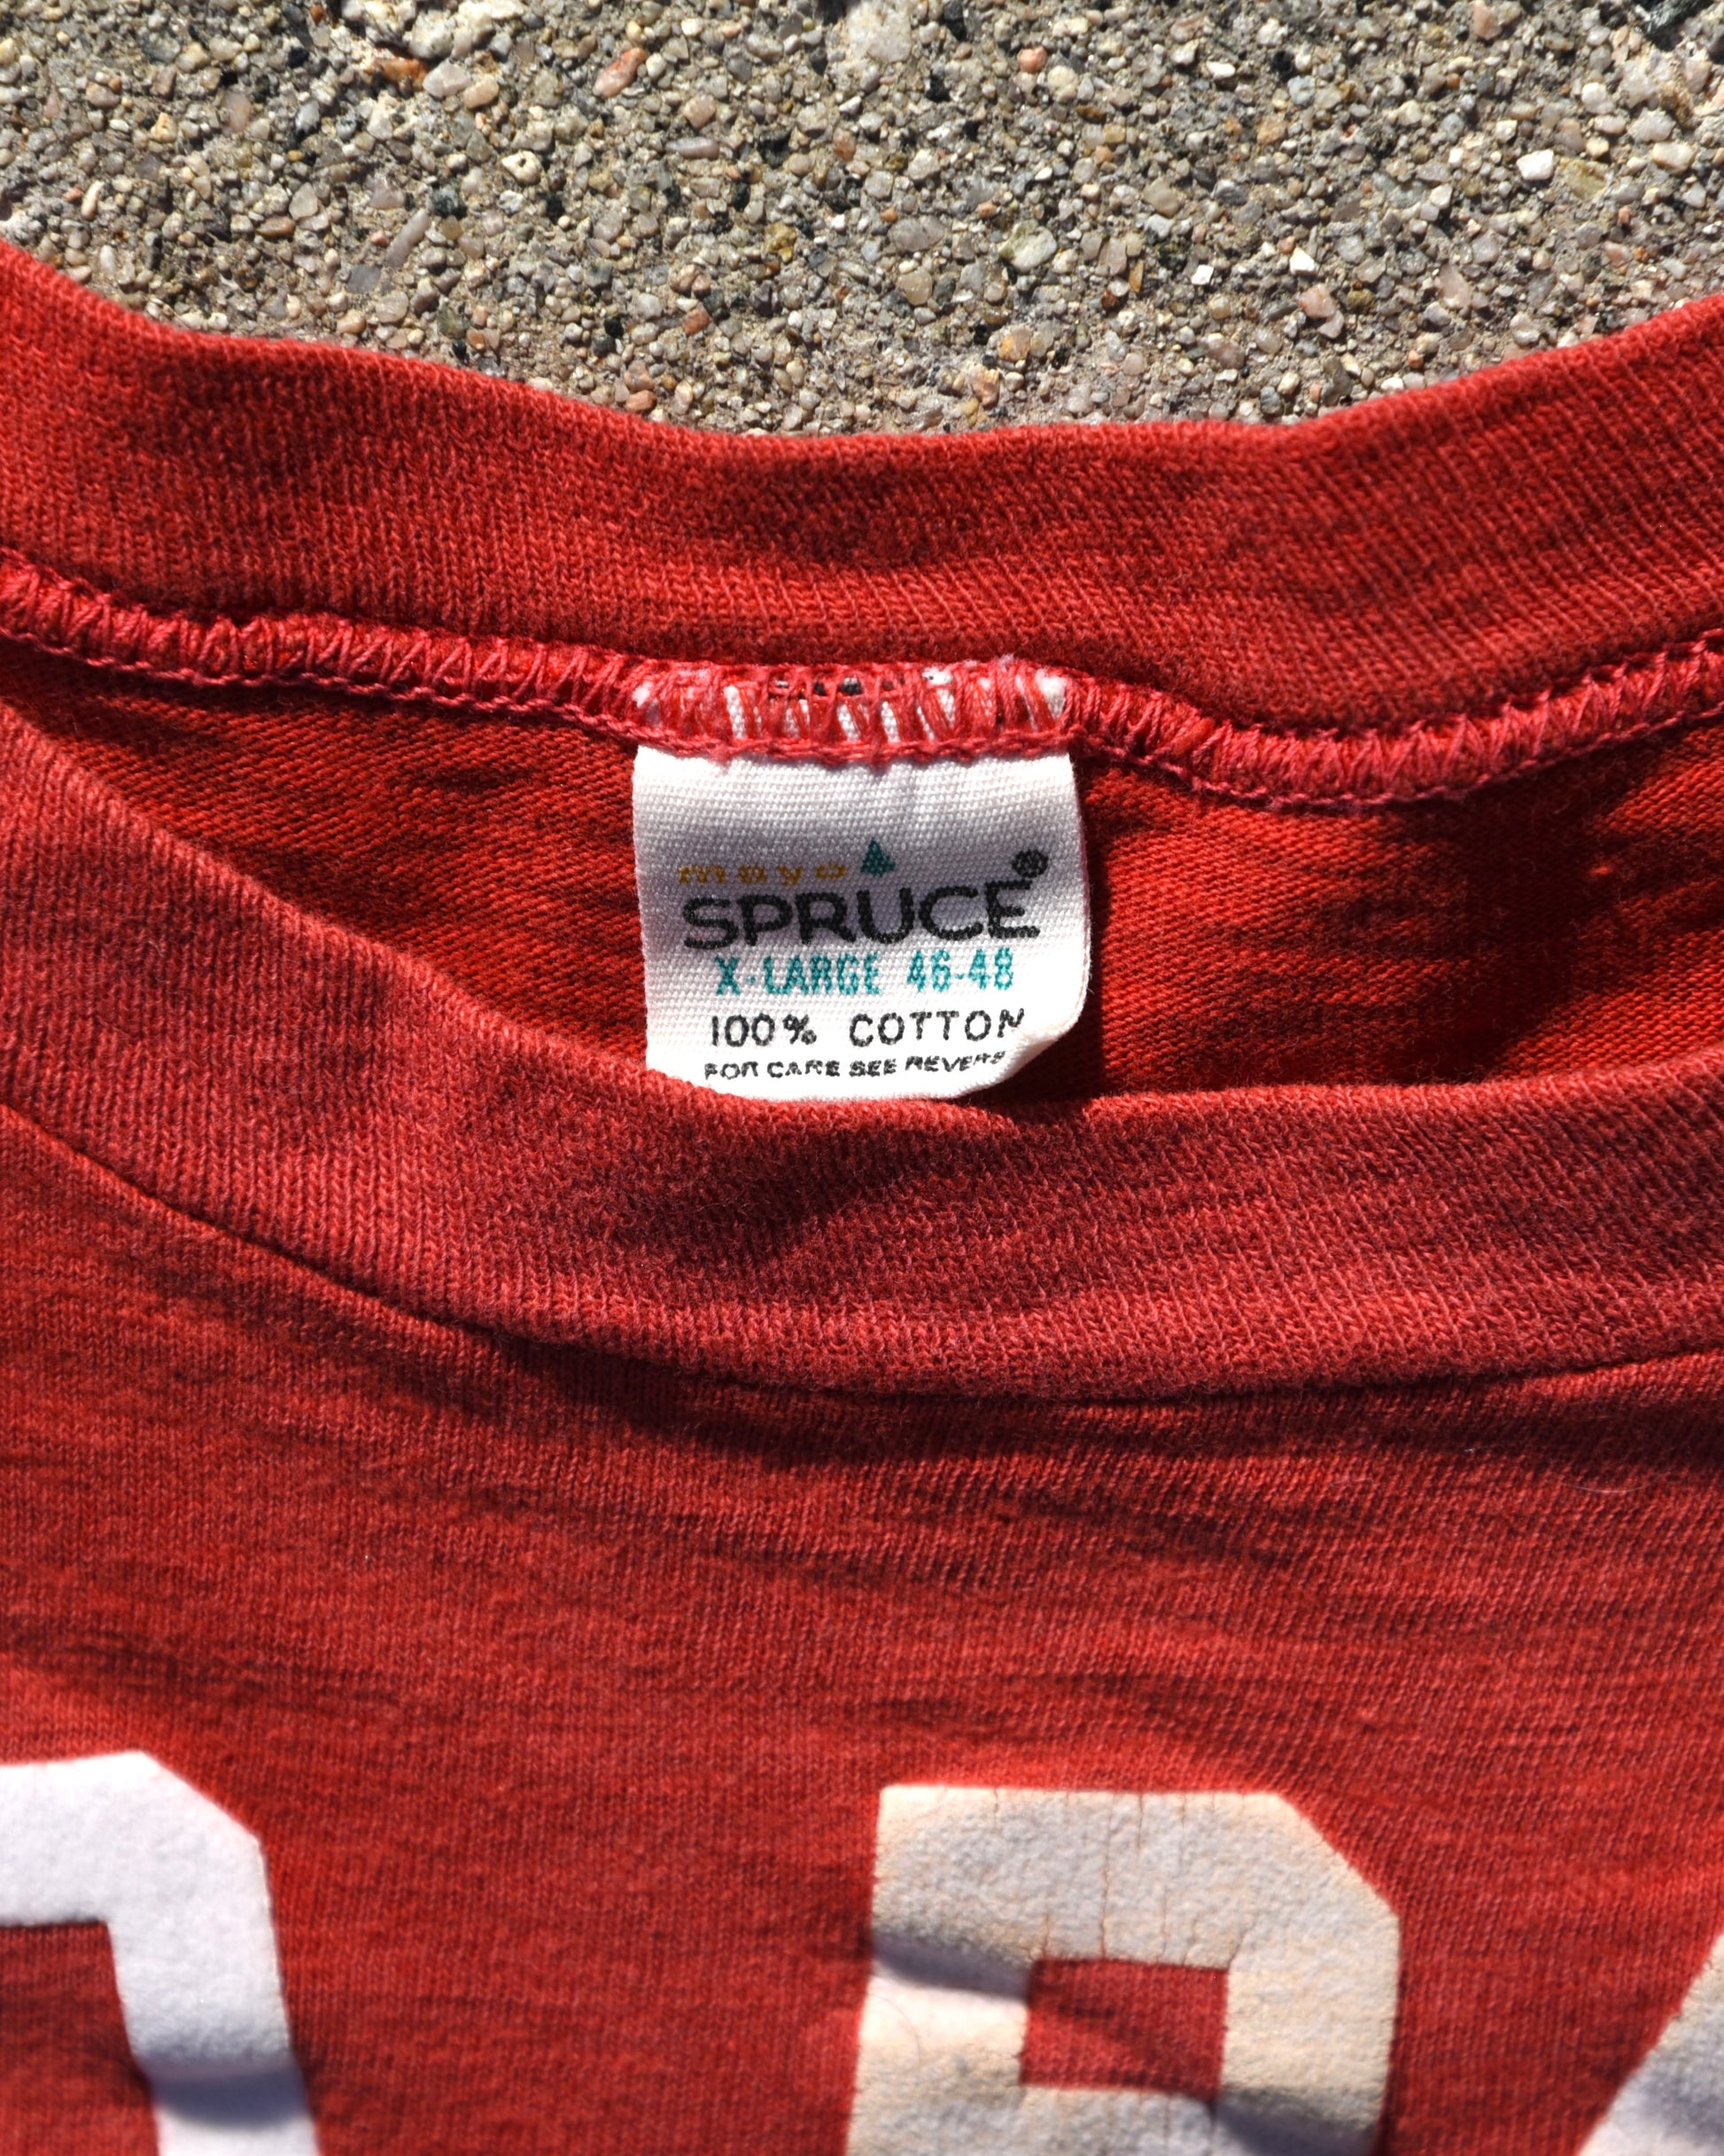 mayo
SPRUCE®
X-LARGE 46-48
100% COTTON
FOR CARE SEE REVERSE